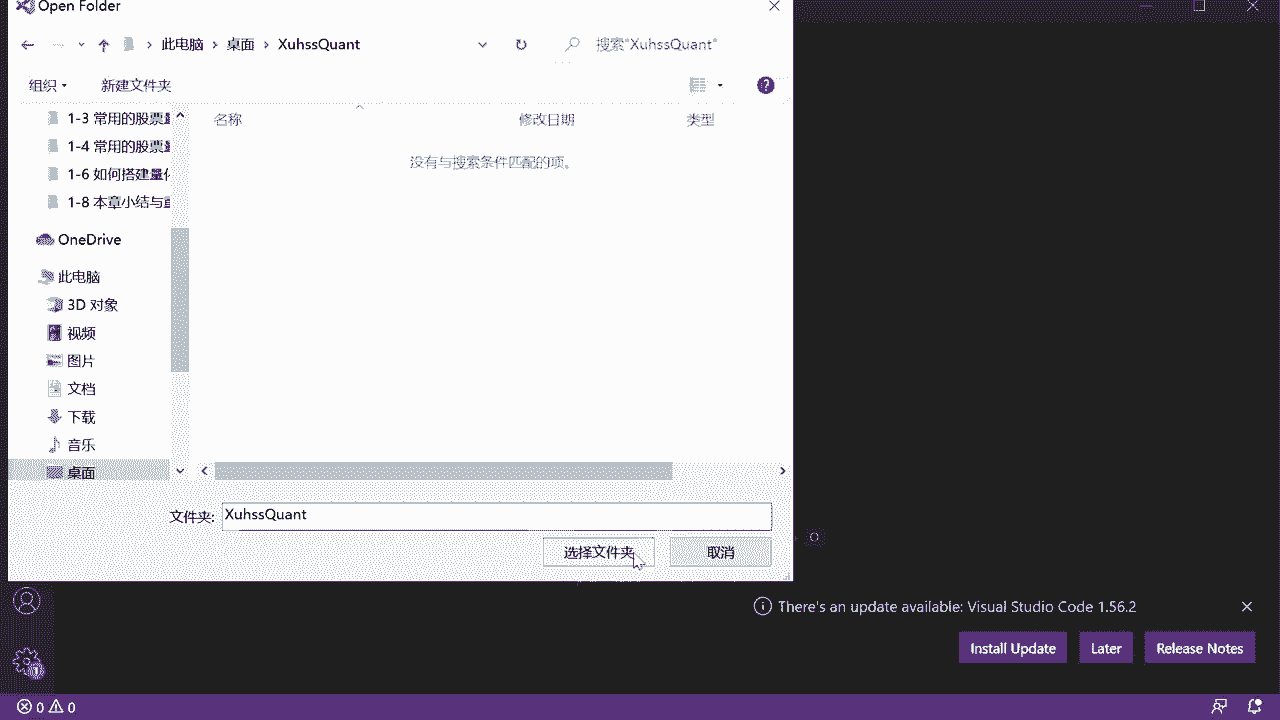 Open Folder
此电脑 › 桌面 › XuhssQuant
搜索"XuhssQuant"
组织
新建文件夹
名称
修改日期
类型
没有与搜索条件匹配的项。
1-3 常用的股票
1-4 常用的股票
1-6 如何搭建量
1-8 本章小结与
OneDrive
此电脑
3D 对象
视频
图片
文档
下载
音乐
桌面
文件夹: XuhssQuant
选择文件夹
取消
There's an update available: Visual Studio Code 1.56.2
Install Update
Later
Release Notes
0
0